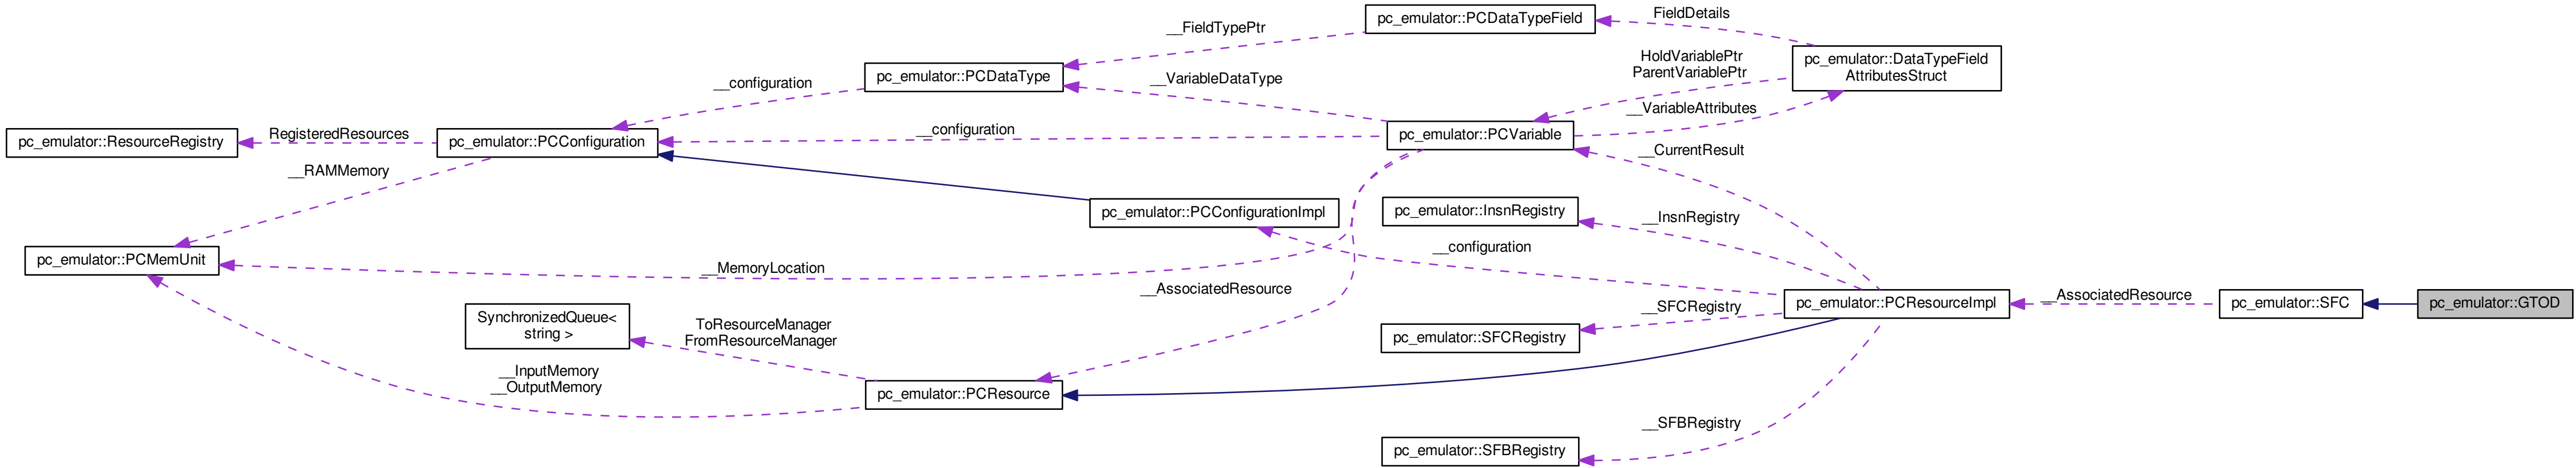 pc_emulator::PCDataTypeField
FieldDetails
__FieldTypePtr
HoldVariablePtr
ParentVariablePtr
pc_emulator::DataTypeField
AttributesStruct
pc_emulator::PCDataType
__VariableDataType
__configuration
__VariableAttributes
pc_emulator::ResourceRegistry
RegisteredResources
pc_emulator::PCConfiguration
__configuration
pc_emulator::PCVariable
__CurrentResult
__RAMMemory
pc_emulator::PCConfigurationImpl
pc_emulator::InsnRegistry
__InsnRegistry
__configuration
pc_emulator::PCMemUnit
__MemoryLocation
__AssociatedResource
pc_emulator::PCResourceImpl
__AssociatedResource
pc_emulator::SFC
pc_emulator::GTOD
SynchronizedQueue<
string >
ToResourceManager
FromResourceManager
__SFCRegistry
pc_emulator::SFCRegistry
__InputMemory
__OutputMemory
pc_emulator::PCResource
__SFBRegistry
pc_emulator::SFBRegistry